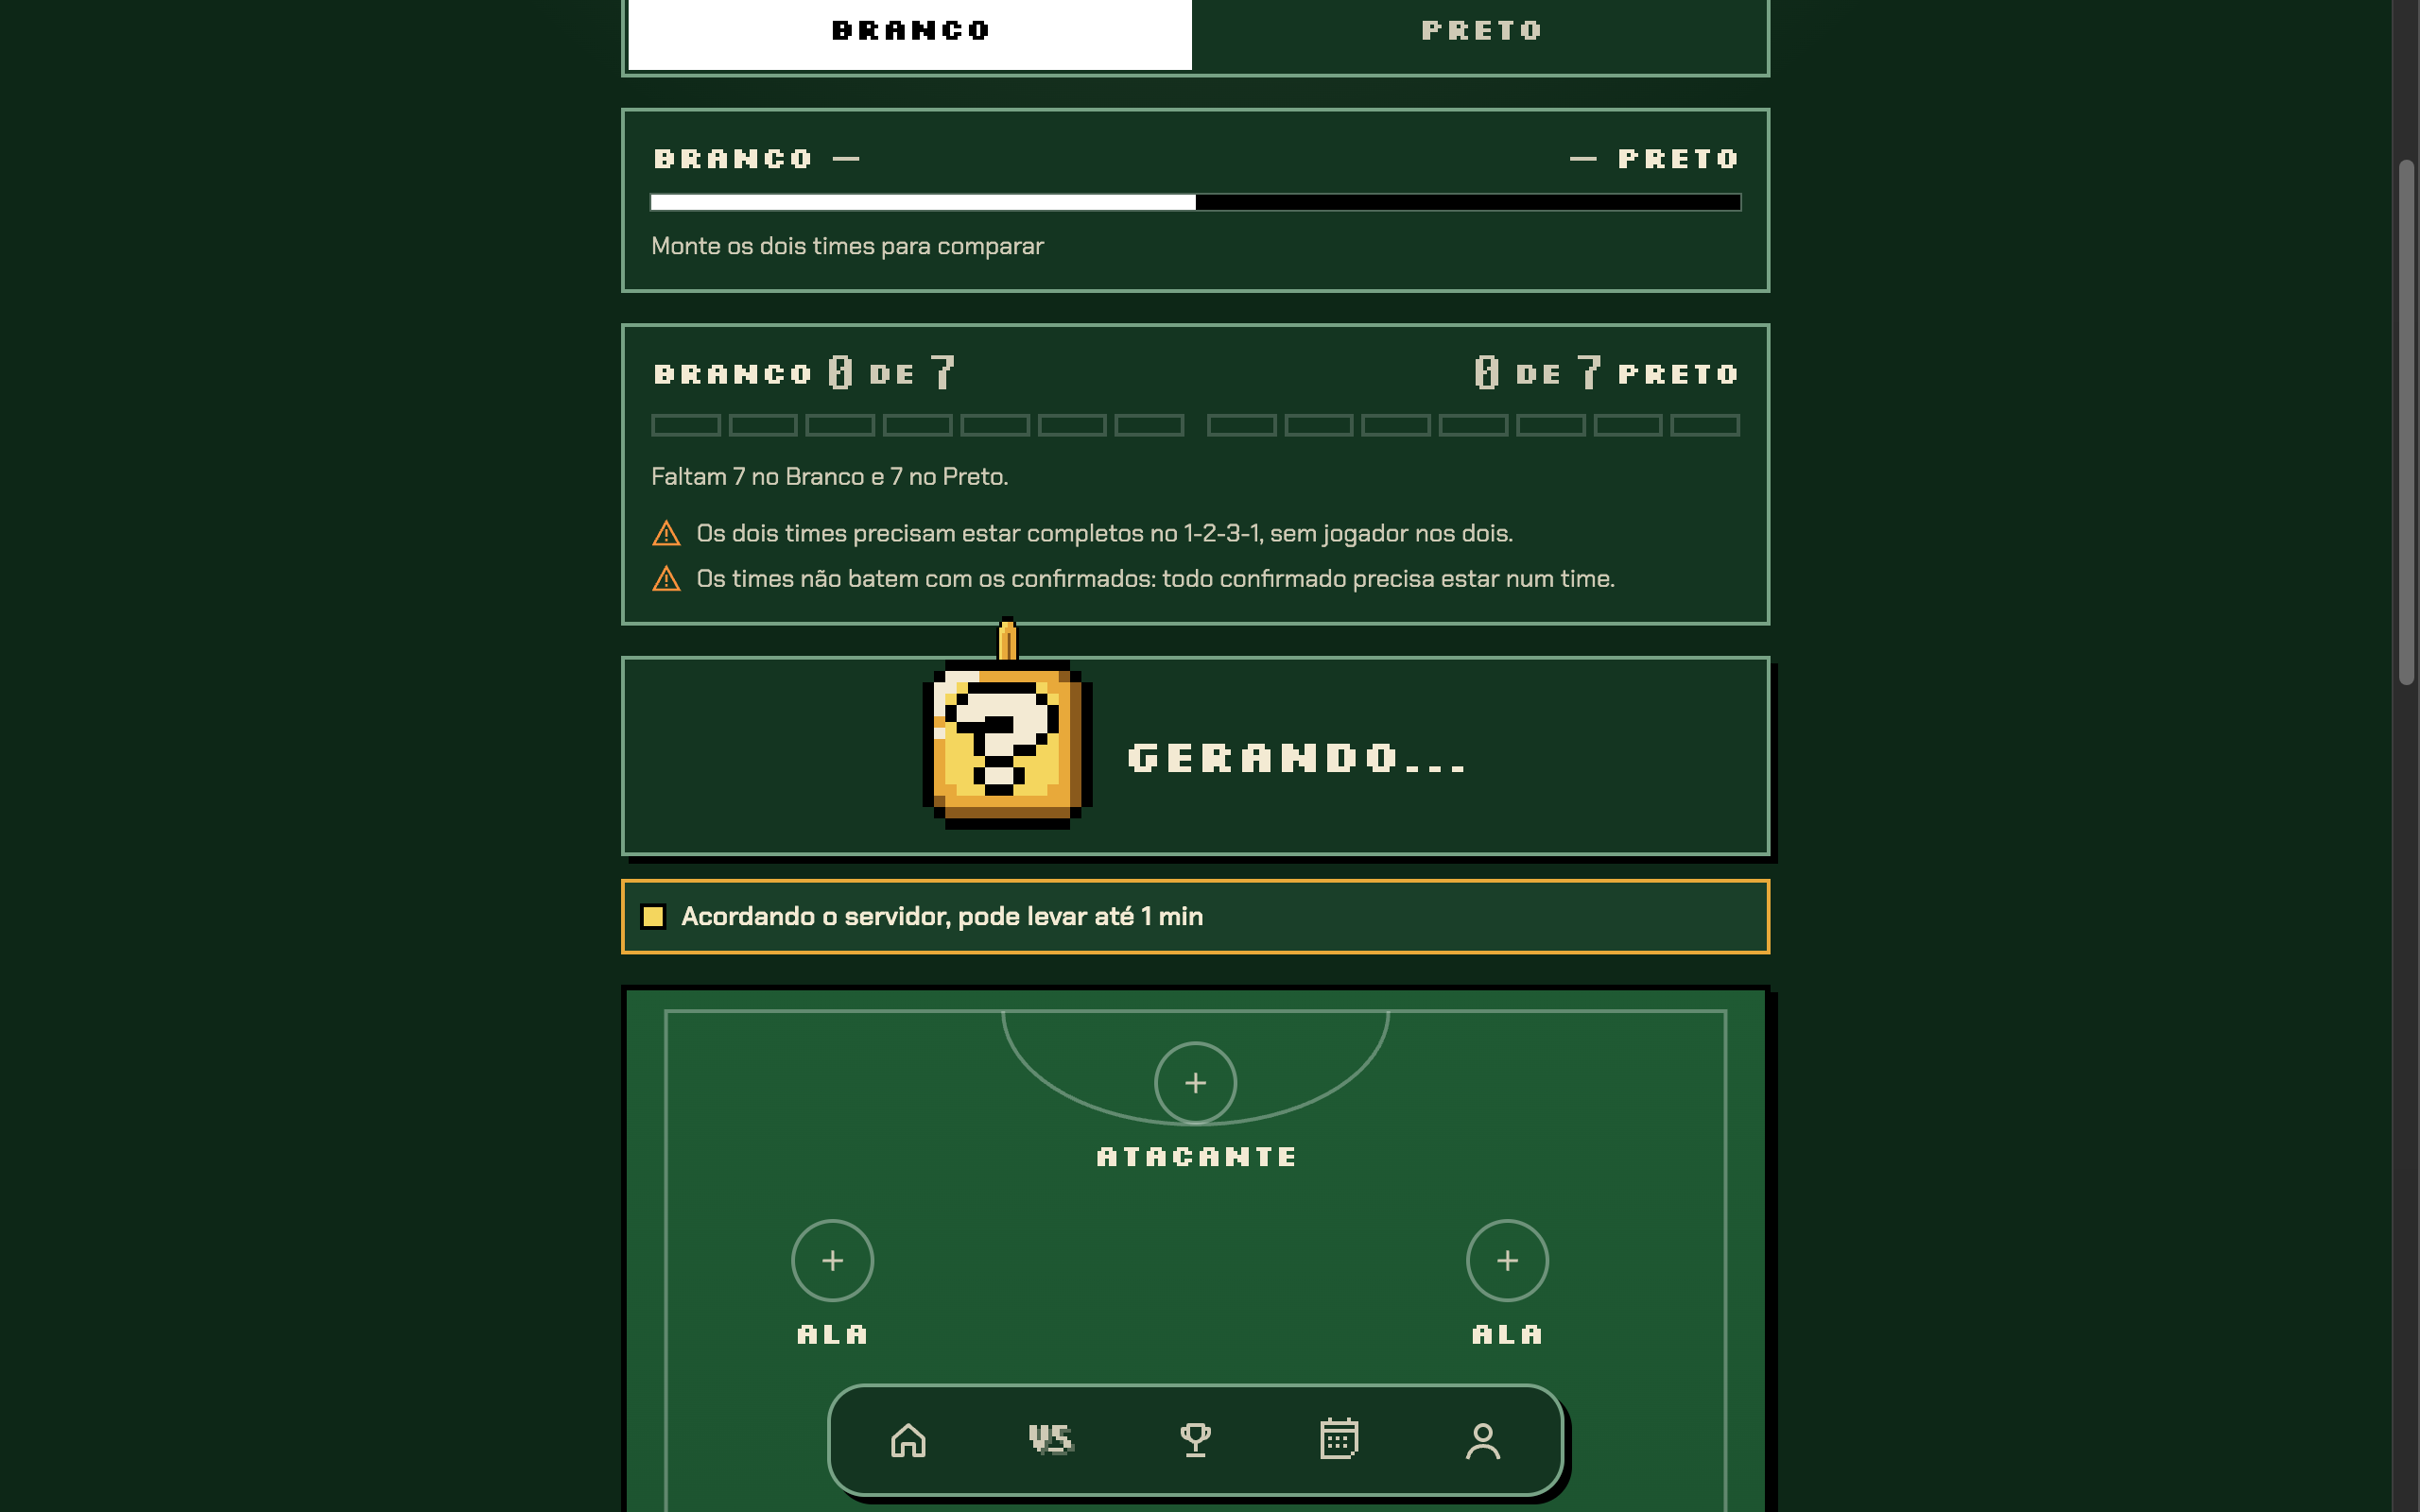 BRANCO PRETO
BRANCO — — PRETO
Monte os dois times para comparar
BRANCO 0 DE 7 0 DE 7 PRETO
Faltam 7 no Branco e 7 no Preto.
Os dois times precisam estar completos no 1-2-3-1, sem jogador nos dois.
Os times não batem com os confirmados: todo confirmado precisa estar num time.
?
GERANDO...
Acordando o servidor, pode levar até 1 min
+
ATACANTE
+ +
ALA ALA
VS